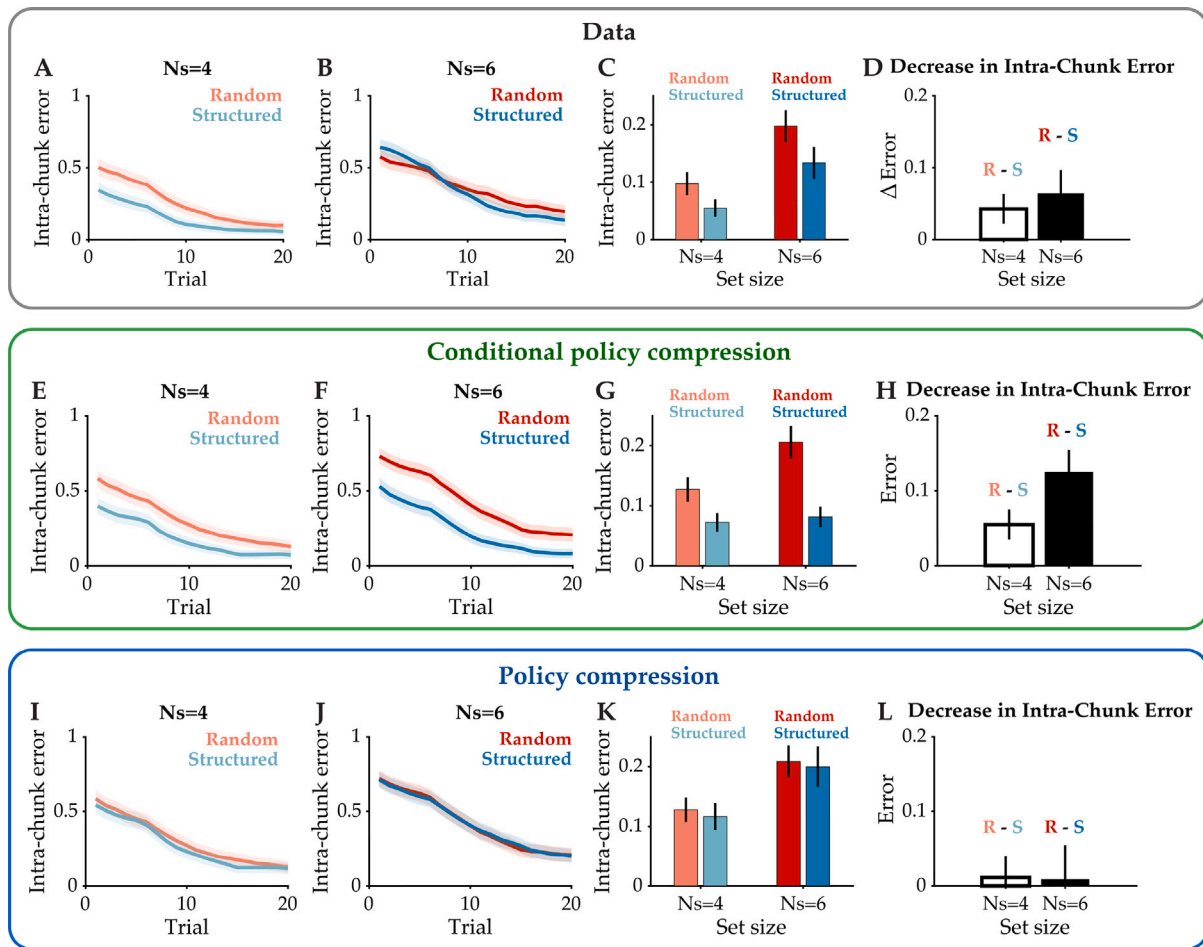 Data
A Ns=4
Random
Structured
Intra-chunk error
1
0.5
0
0 10 20
Trial
B Ns=6
Random
Structured
Intra-chunk error
1
0.5
0
0 10 20
Trial
C
Random Random
Structured Structured
Intra-chunk error
0.2
0.1
0
Ns=4 Ns=6
Set size
D Decrease in Intra-Chunk Error
Δ Error
0.2
0.1
0
R - S R - S
Ns=4 Ns=6
Set size
Conditional policy compression
E Ns=4
Random
Structured
Intra-chunk error
1
0.5
0
0 10 20
Trial
F Ns=6
Random
Structured
Intra-chunk error
1
0.5
0
0 10 20
Trial
G
Random Random
Structured Structured
Intra-chunk error
0.2
0.1
0
Ns=4 Ns=6
Set size
H Decrease in Intra-Chunk Error
Error
0.2
0.1
0
R - S R - S
Ns=4 Ns=6
Set size
Policy compression
I Ns=4
Random
Structured
Intra-chunk error
1
0.5
0
0 10 20
Trial
J Ns=6
Random
Structured
Intra-chunk error
1
0.5
0
0 10 20
Trial
K
Random Random
Structured Structured
Intra-chunk error
0.2
0.1
0
Ns=4 Ns=6
Set size
L Decrease in Intra-Chunk Error
Error
0.2
0.1
0
R - S R - S
Ns=4 Ns=6
Set size